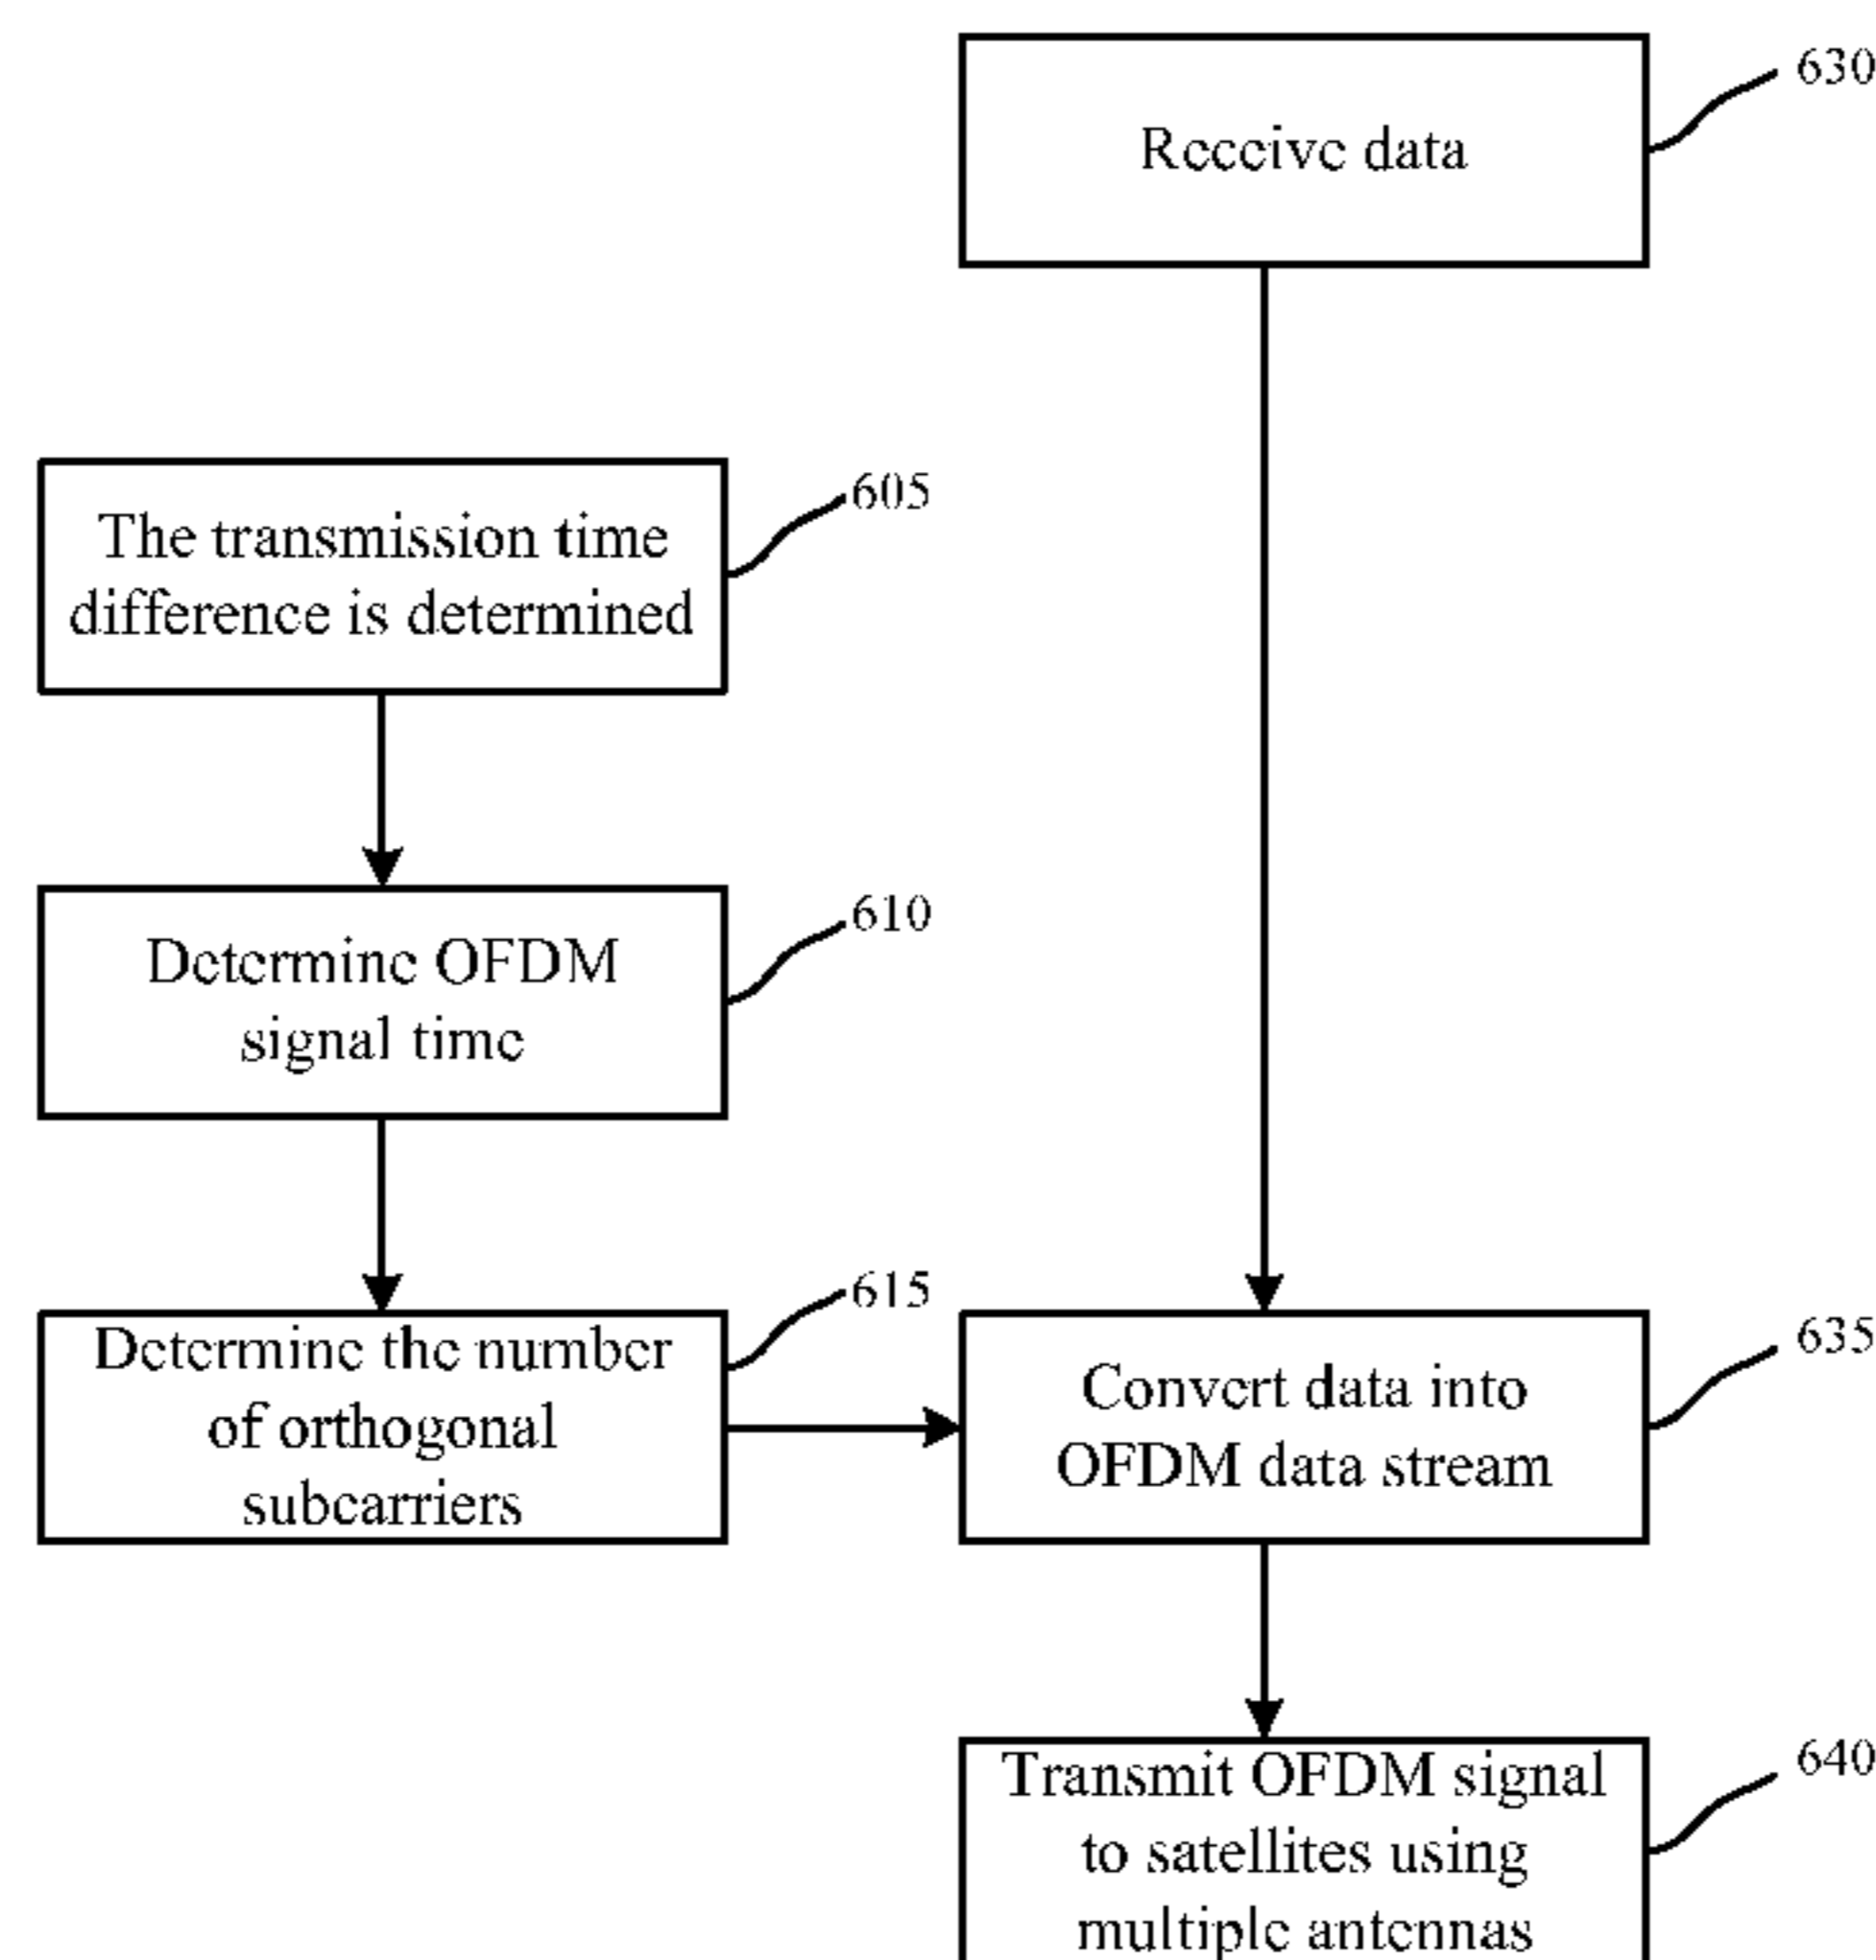 630
Receive data
605
The transmission time
difference is determined
610
Determine OFDM
signal time
615
Determine the number
of orthogonal
subcarriers
635
Convert data into
OFDM data stream
640
Transmit OFDM signal
to satellites using
multiple antennas